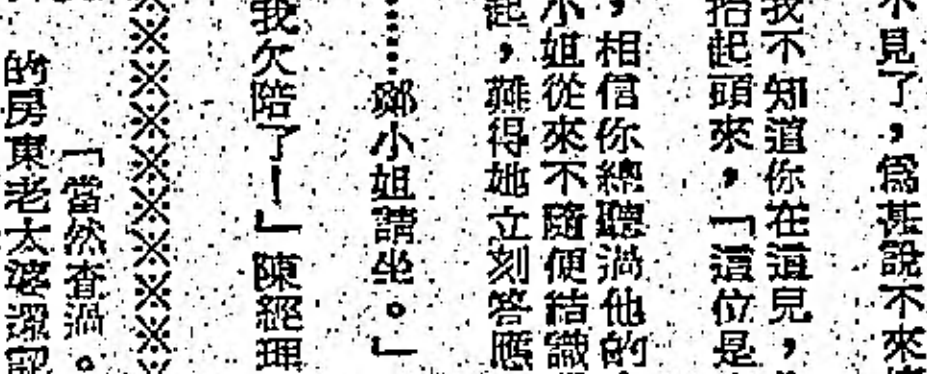 不見了，爲甚說不來
我不知道你在這兒，
抬起頭來，「這位是
，相信你總聽過他的
小姐從來不隨便結識
起，難得她立刻答應
……鄭小姐請坐。」
我欠陪了！」陳經理
※※※※※※※※
「當然查過。
的房東老太婆還認